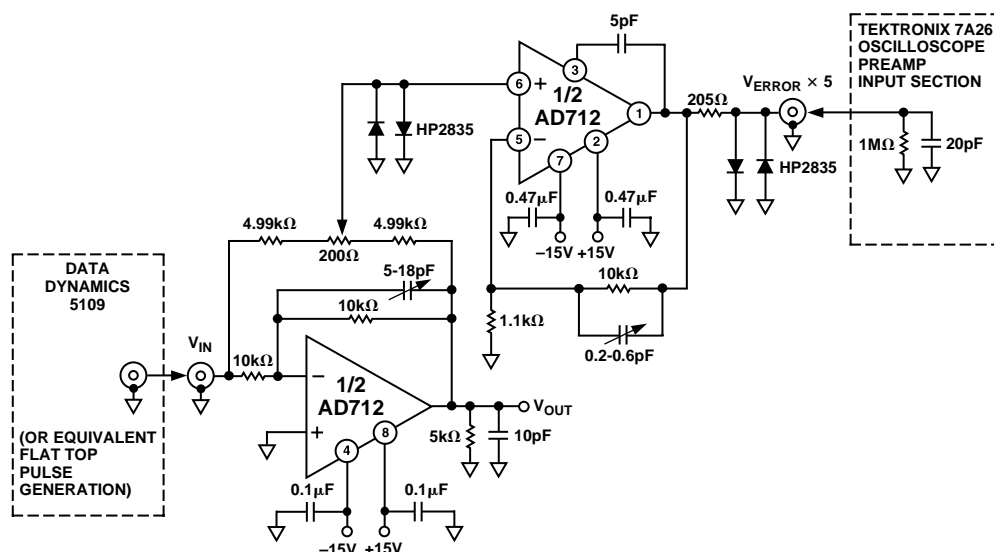 5pF
TEKTRONIX 7A26
OSCILLOSCOPE
PREAMP
INPUT SECTION
3
6
+
1/2
AD712
VERROR × 5
205Ω
1
HP2835
5
−
2
7
1MΩ
20pF
HP2835
0.47µF
0.47µF
4.99kΩ
4.99kΩ
200Ω
−15V +15V
DATA
DYNAMICS
5109
5-18pF
10kΩ
10kΩ
1.1kΩ
VIN
0.2-0.6pF
10kΩ
−
1/2
AD712
VOUT
+
8
4
5kΩ
10pF
(OR EQUIVALENT
FLAT TOP
PULSE
GENERATION)
0.1µF
0.1µF
−15V +15V